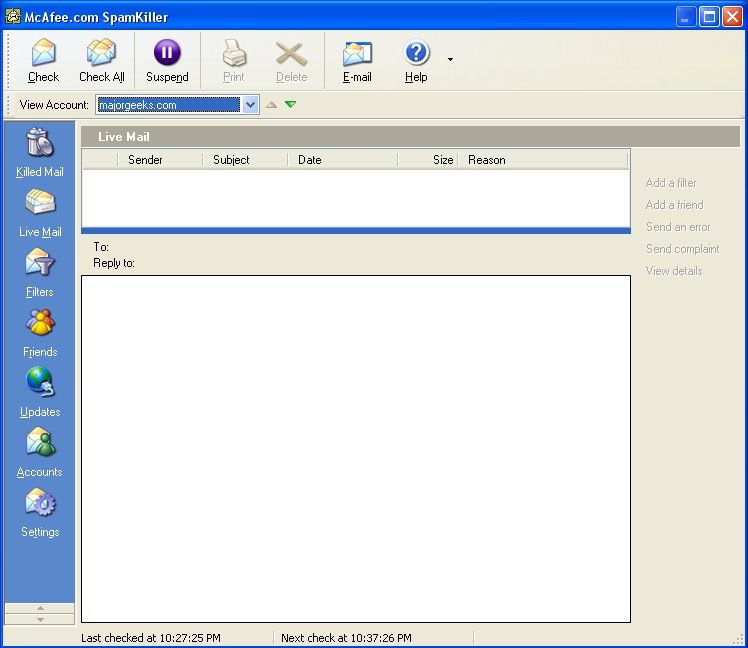 McAfee.com SpamKiller
Check Check All Suspend Print Delete E-mail Help
View Account: majorgeeks.com
Killed Mail
Live Mail
Filters
Friends
Updates
Accounts
Settings
Live Mail
Sender Subject Date Size Reason
To:
Reply to:
Add a filter
Add a friend
Send an error
Send complaint
View details
Last checked at 10:27:25 PM Next check at 10:37:26 PM